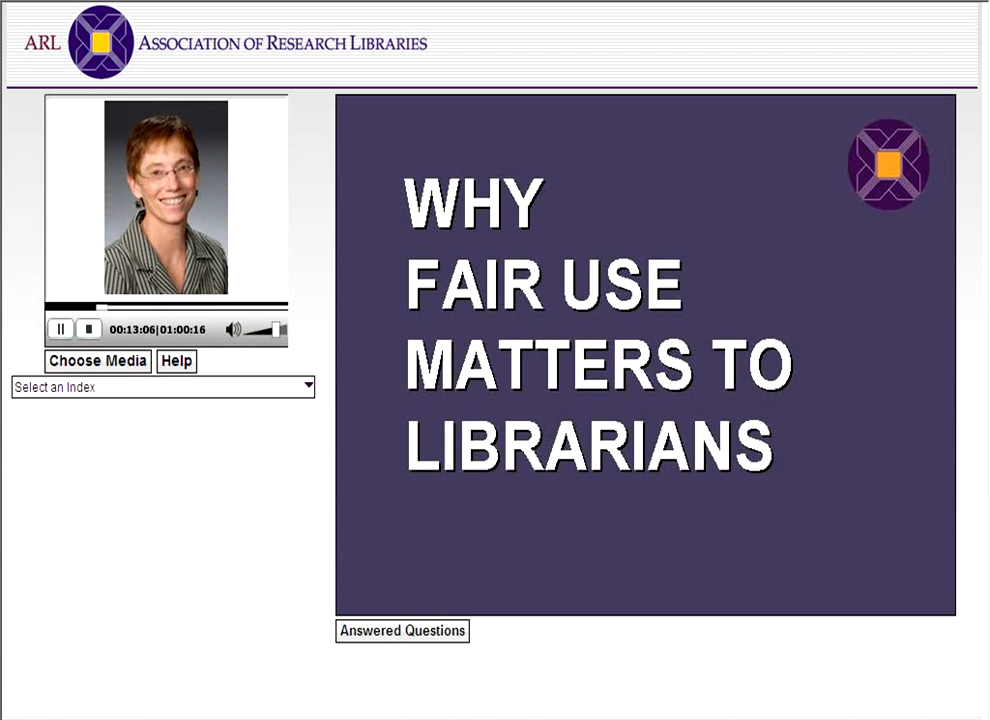 ARL ASSOCIATION OF RESEARCH LIBRARIES
WHY
FAIR USE
MATTERS TO
LIBRARIANS
00:13:06|01:00:16
Choose Media Help
Select an Index
Answered Questions